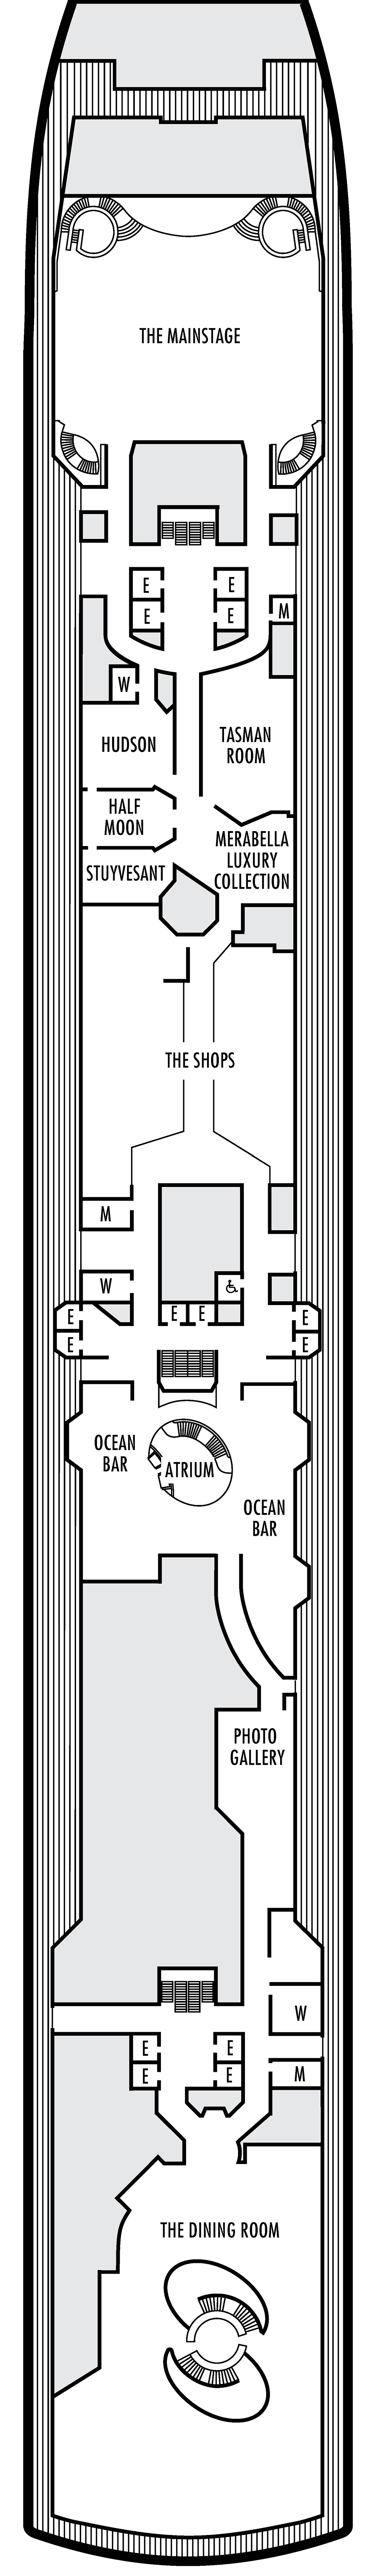 THE MAINSTAGE
E
E
E
E
M
W
HUDSON
TASMAN
ROOM
HALF
MOON
MERABELLA
LUXURY
COLLECTION
STUYVESANT
THE SHOPS
M
W
E
E
E
E
E
E
OCEAN
BAR
ATRIUM
OCEAN
BAR
PHOTO
GALLERY
W
E
E
E
E
M
THE DINING ROOM